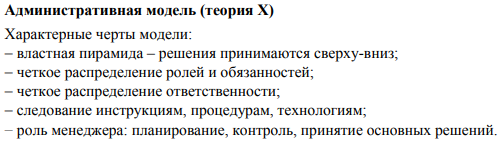 Административная модель (теория X)
Характерные черты модели:
– властная пирамида – решения принимаются сверху-вниз;
– четкое распределение ролей и обязанностей;
– четкое распределение ответственности;
– следование инструкциям, процедурам, технологиям;
– роль менеджера: планирование, контроль, принятие основных решений.